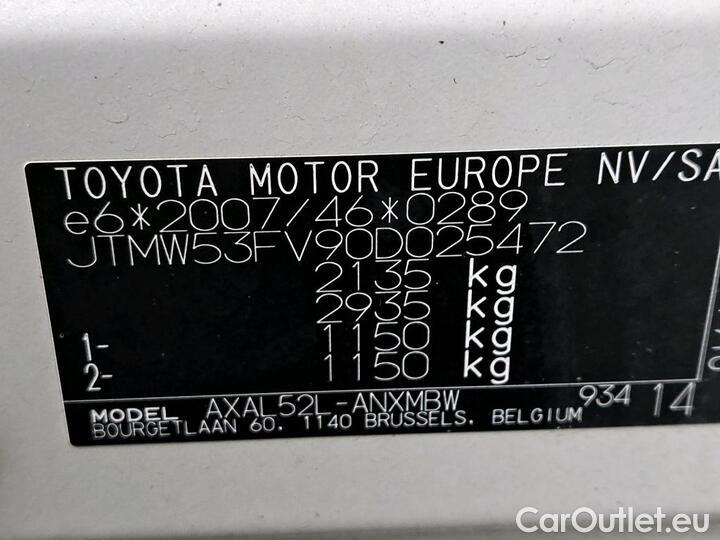 TOYOTA MOTOR EUROPE NV/SA
e6*2007/46*0289
JTMW53FV90D025472
2135 kg
2935 kg
1- 1150 kg
2- 1150 kg
MODEL AXAL52L-ANXMBW 934 14
BOURGETLAAN 60. 1140 BRUSSELS. BELGIUM
CarOutlet.eu